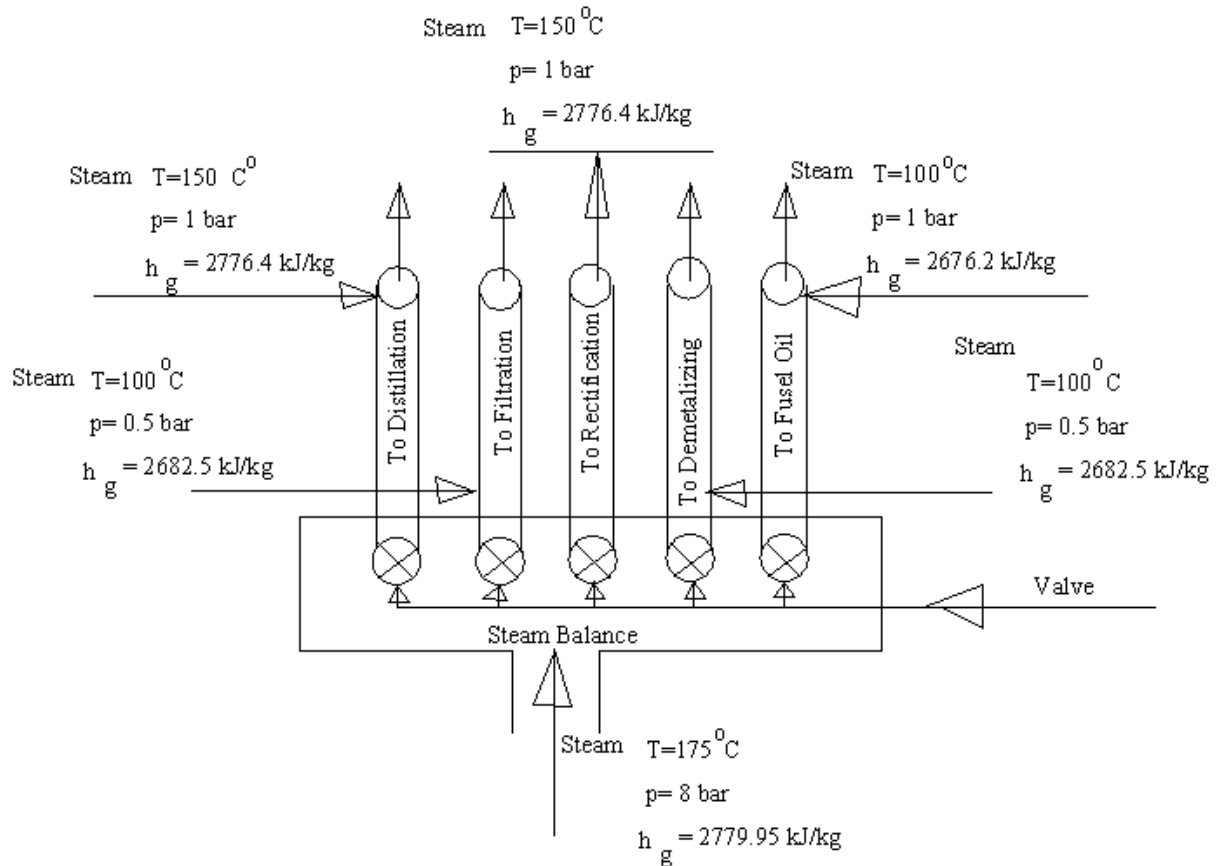 Steam T=150 °C
p= 1 bar
h g = 2776.4 kJ/kg
Steam T=150 C°
p= 1 bar
h g = 2776.4 kJ/kg
Steam T=100°C
p= 1 bar
h g = 2676.2 kJ/kg
Steam T=100°C
p= 0.5 bar
h g = 2682.5 kJ/kg
To Distillation
To Filtration
To Rectification
To Demetalizing
To Fusel Oil
Steam
T=100°C
p= 0.5 bar
h g = 2682.5 kJ/kg
Valve
Steam Balance
Steam T=175°C
p= 8 bar
h g = 2779.95 kJ/kg